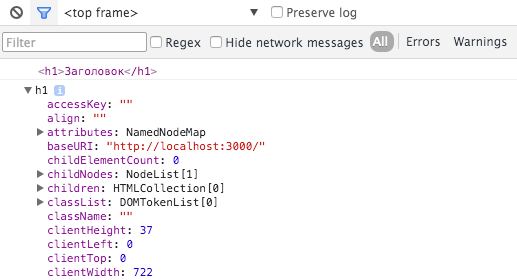 <top frame> Preserve log
Filter Regex Hide network messages All Errors Warnings
<h1>Заголовок</h1>
h1 i
accessKey: ""
align: ""
attributes: NamedNodeMap
baseURI: "http://localhost:3000/"
childElementCount: 0
childNodes: NodeList[1]
children: HTMLCollection[0]
classList: DOMTokenList[0]
className: ""
clientHeight: 37
clientLeft: 0
clientTop: 0
clientWidth: 722